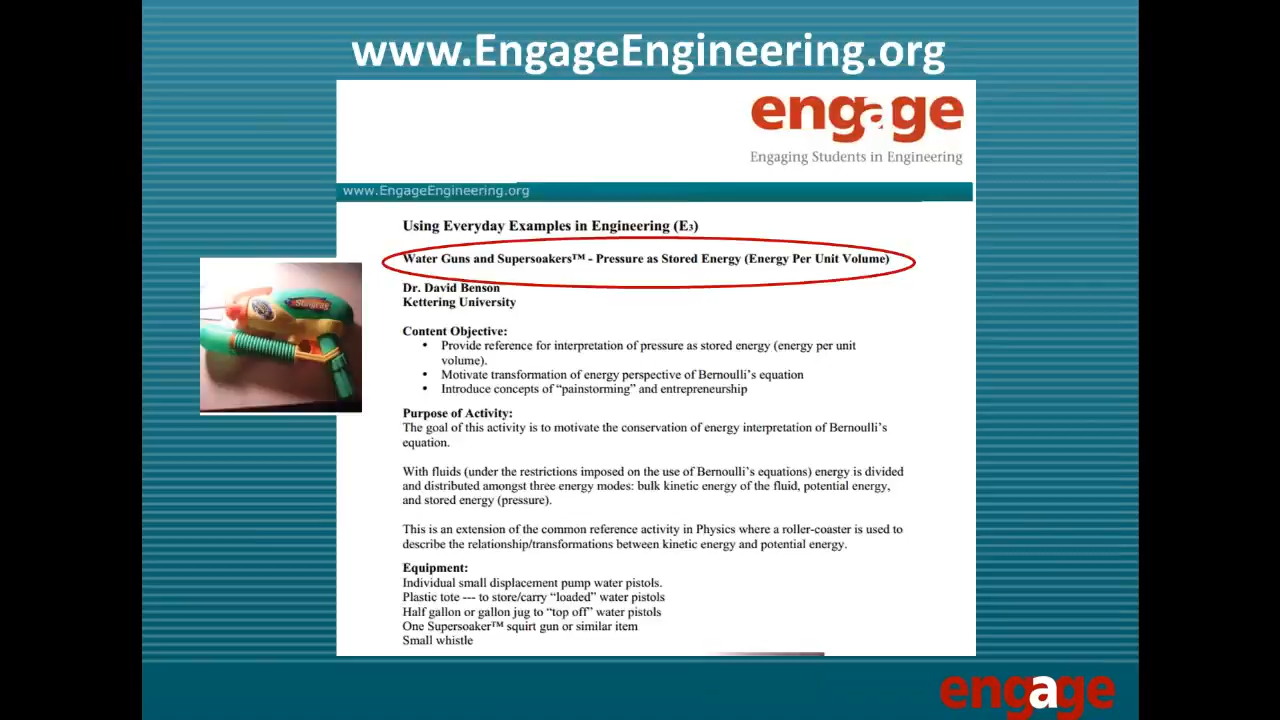 www.EngageEngineering.org
engage
Engaging Students in Engineering
www.EngageEngineering.org
Using Everyday Examples in Engineering (E3)
Water Guns and Supersoakers™ - Pressure as Stored Energy (Energy Per Unit Volume)
Dr. David Benson
Kettering University
Content Objective:
• Provide reference for interpretation of pressure as stored energy (energy per unit
volume).
• Motivate transformation of energy perspective of Bernoulli's equation
• Introduce concepts of "painstorming" and entrepreneurship
Purpose of Activity:
The goal of this activity is to motivate the conservation of energy interpretation of Bernoulli's
equation.
With fluids (under the restrictions imposed on the use of Bernoulli's equations) energy is divided
and distributed amongst three energy modes: bulk kinetic energy of the fluid, potential energy,
and stored energy (pressure).
This is an extension of the common reference activity in Physics where a roller-coaster is used to
describe the relationship/transformations between kinetic energy and potential energy.
Equipment:
Individual small displacement pump water pistols.
Plastic tote --- to store/carry "loaded" water pistols
Half gallon or gallon jug to "top off" water pistols
One Supersoaker™ squirt gun or similar item
Small whistle
engage